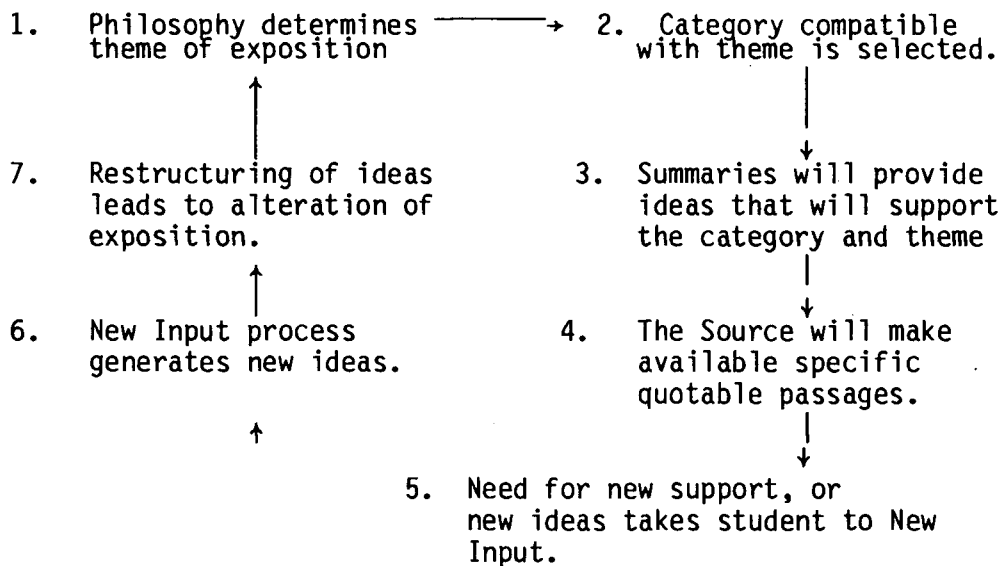 1. Philosophy determines
theme of exposition
2. Category compatible
with theme is selected.
3. Summaries will provide
ideas that will support
the category and theme
4. The Source will make
available specific
quotable passages.
5. Need for new support, or
new ideas takes student to New
Input.
6. New Input process
generates new ideas.
7. Restructuring of ideas
leads to alteration of
exposition.